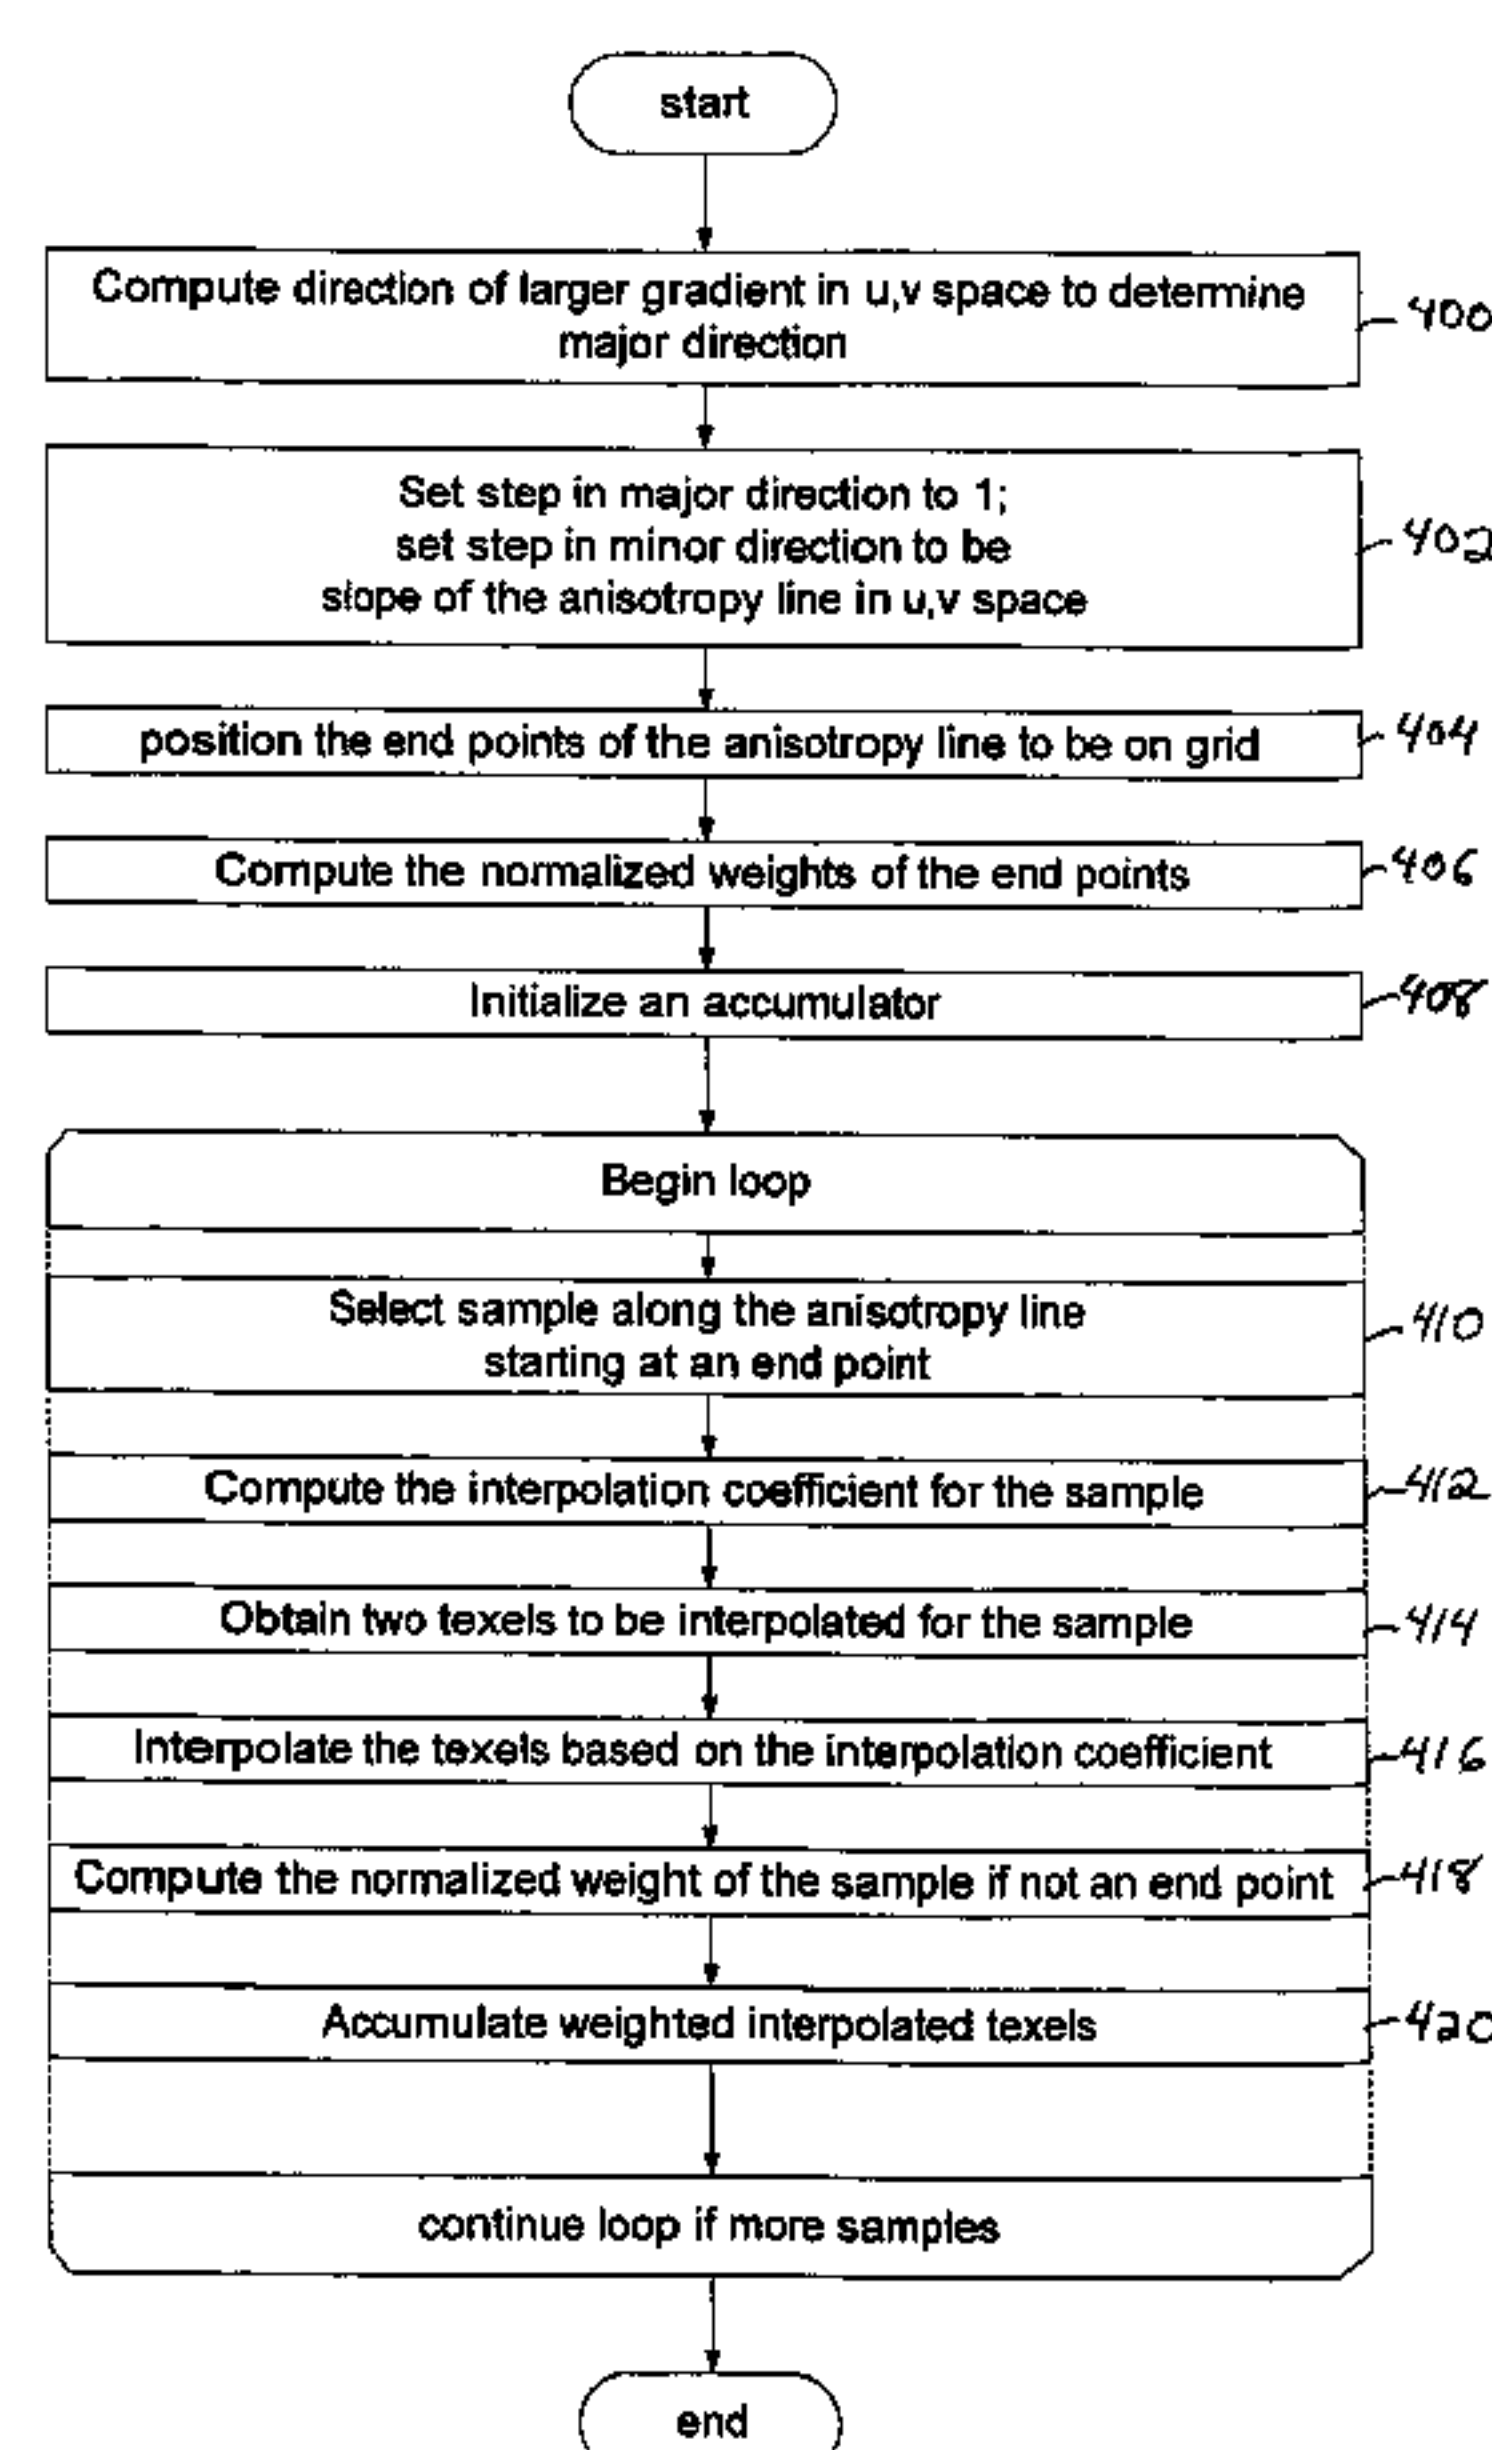 start
Compute direction of larger gradient in u,v space to determine
major direction
400
Set step in major direction to 1;
set step in minor direction to be
slope of the anisotropy line in u,v space
402
position the end points of the anisotropy line to be on grid
404
Compute the normalized weights of the end points
406
Initialize an accumulator
408
Begin loop
Select sample along the anisotropy line
starting at an end point
410
Compute the interpolation coefficient for the sample
412
Obtain two texels to be interpolated for the sample
414
Interpolate the texels based on the interpolation coefficient
416
Compute the normalized weight of the sample if not an end point
418
Accumulate weighted interpolated texels
420
continue loop if more samples
end